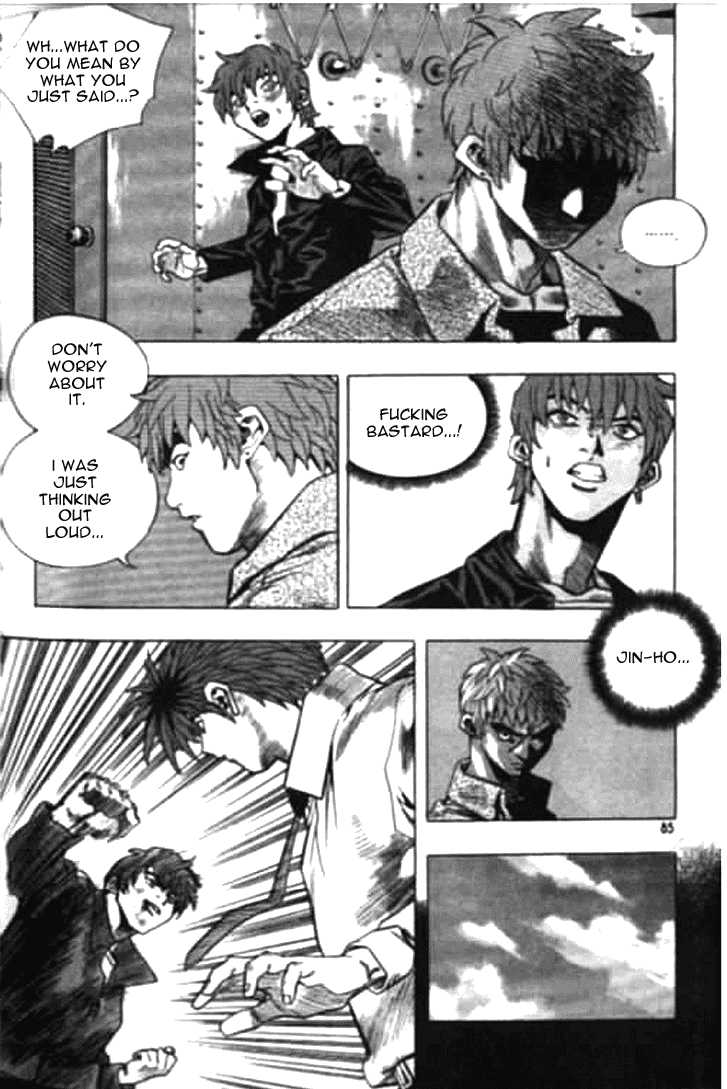 WH...WHAT DO
YOU MEAN BY
WHAT YOU
JUST SAID...?
.......
DON'T
WORRY
ABOUT
IT.
I WAS
JUST
THINKING
OUT
LOUD...
FUCKING
BASTARD...!
JIN-HO...
85